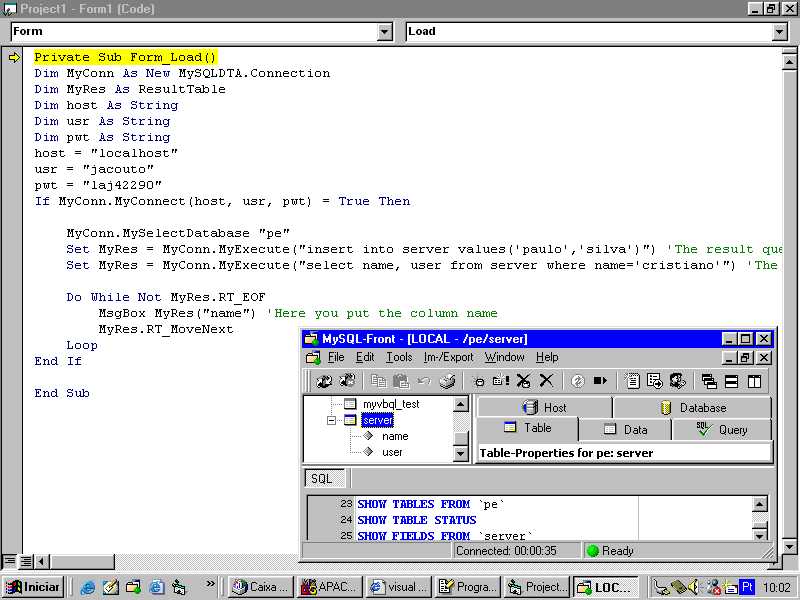 Project1 - Form1 [Code]
Form
Load
Private Sub Form_Load()
Dim MyConn As New MySQLDTA.Connection
Dim MyRes As ResultTable
Dim host As String
Dim usr As String
Dim pwt As String
host = "localhost"
usr = "jacouto"
pwt = "laj42290"
If MyConn.MyConnect(host, usr, pwt) = True Then
MyConn.MySelectDatabase "pe"
Set MyRes = MyConn.MyExecute("insert into server values('paulo','silva')") 'The result que
Set MyRes = MyConn.MyExecute("select name, user from server where name='cristiano'") 'The
Do While Not MyRes.RT_EOF
MsgBox MyRes("name") 'Here you put the column name
MyRes.RT_MoveNext
Loop
End If
End Sub
MySQL-Front - [LOCAL - /pe/server]
File Edit Tools Im-/Export Window Help
myvbql_test
server
name
user
Host
Database
Table
Data
SQL
Query
Table-Properties for pe: server
SQL
23 SHOW TABLES FROM `pe`
24 SHOW TABLE STATUS
25 SHOW FIELDS FROM `server`
Connected: 00:00:35
Ready
Iniciar
»
Caixa ...
APAC...
visual ...
Progra...
Project...
LOC...
Pt
10:02